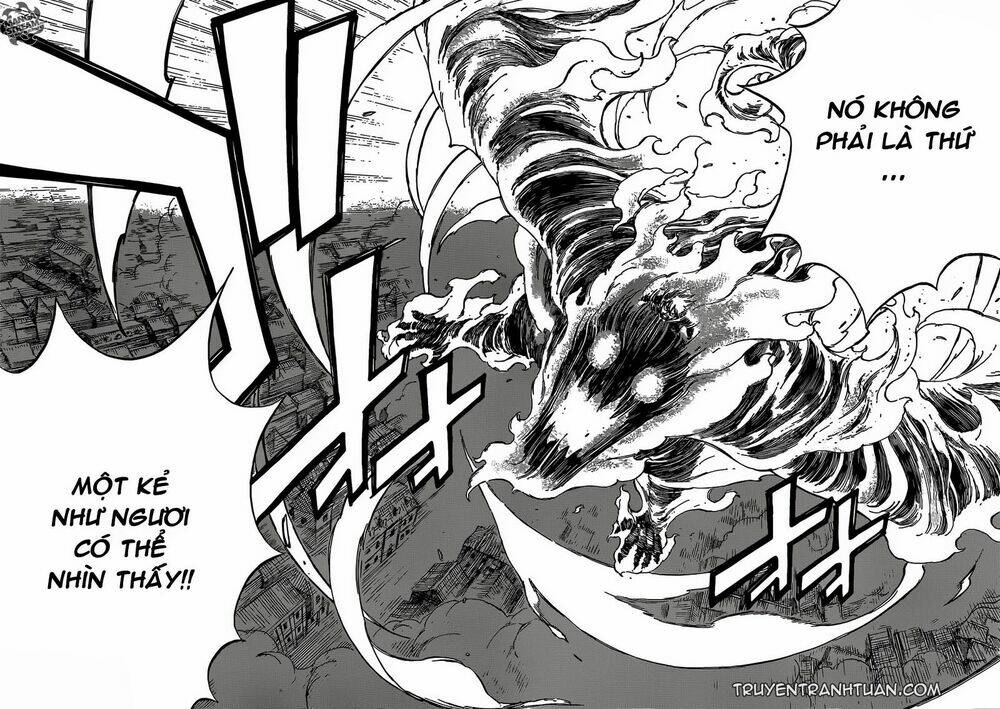 NÓ KHÔNG
PHẢI LÀ THỨ
...
MỘT KẺ
NHƯ NGƯƠI
CÓ THỂ
NHÌN THẤY!!
TRUYENTRANHTUAN.COM